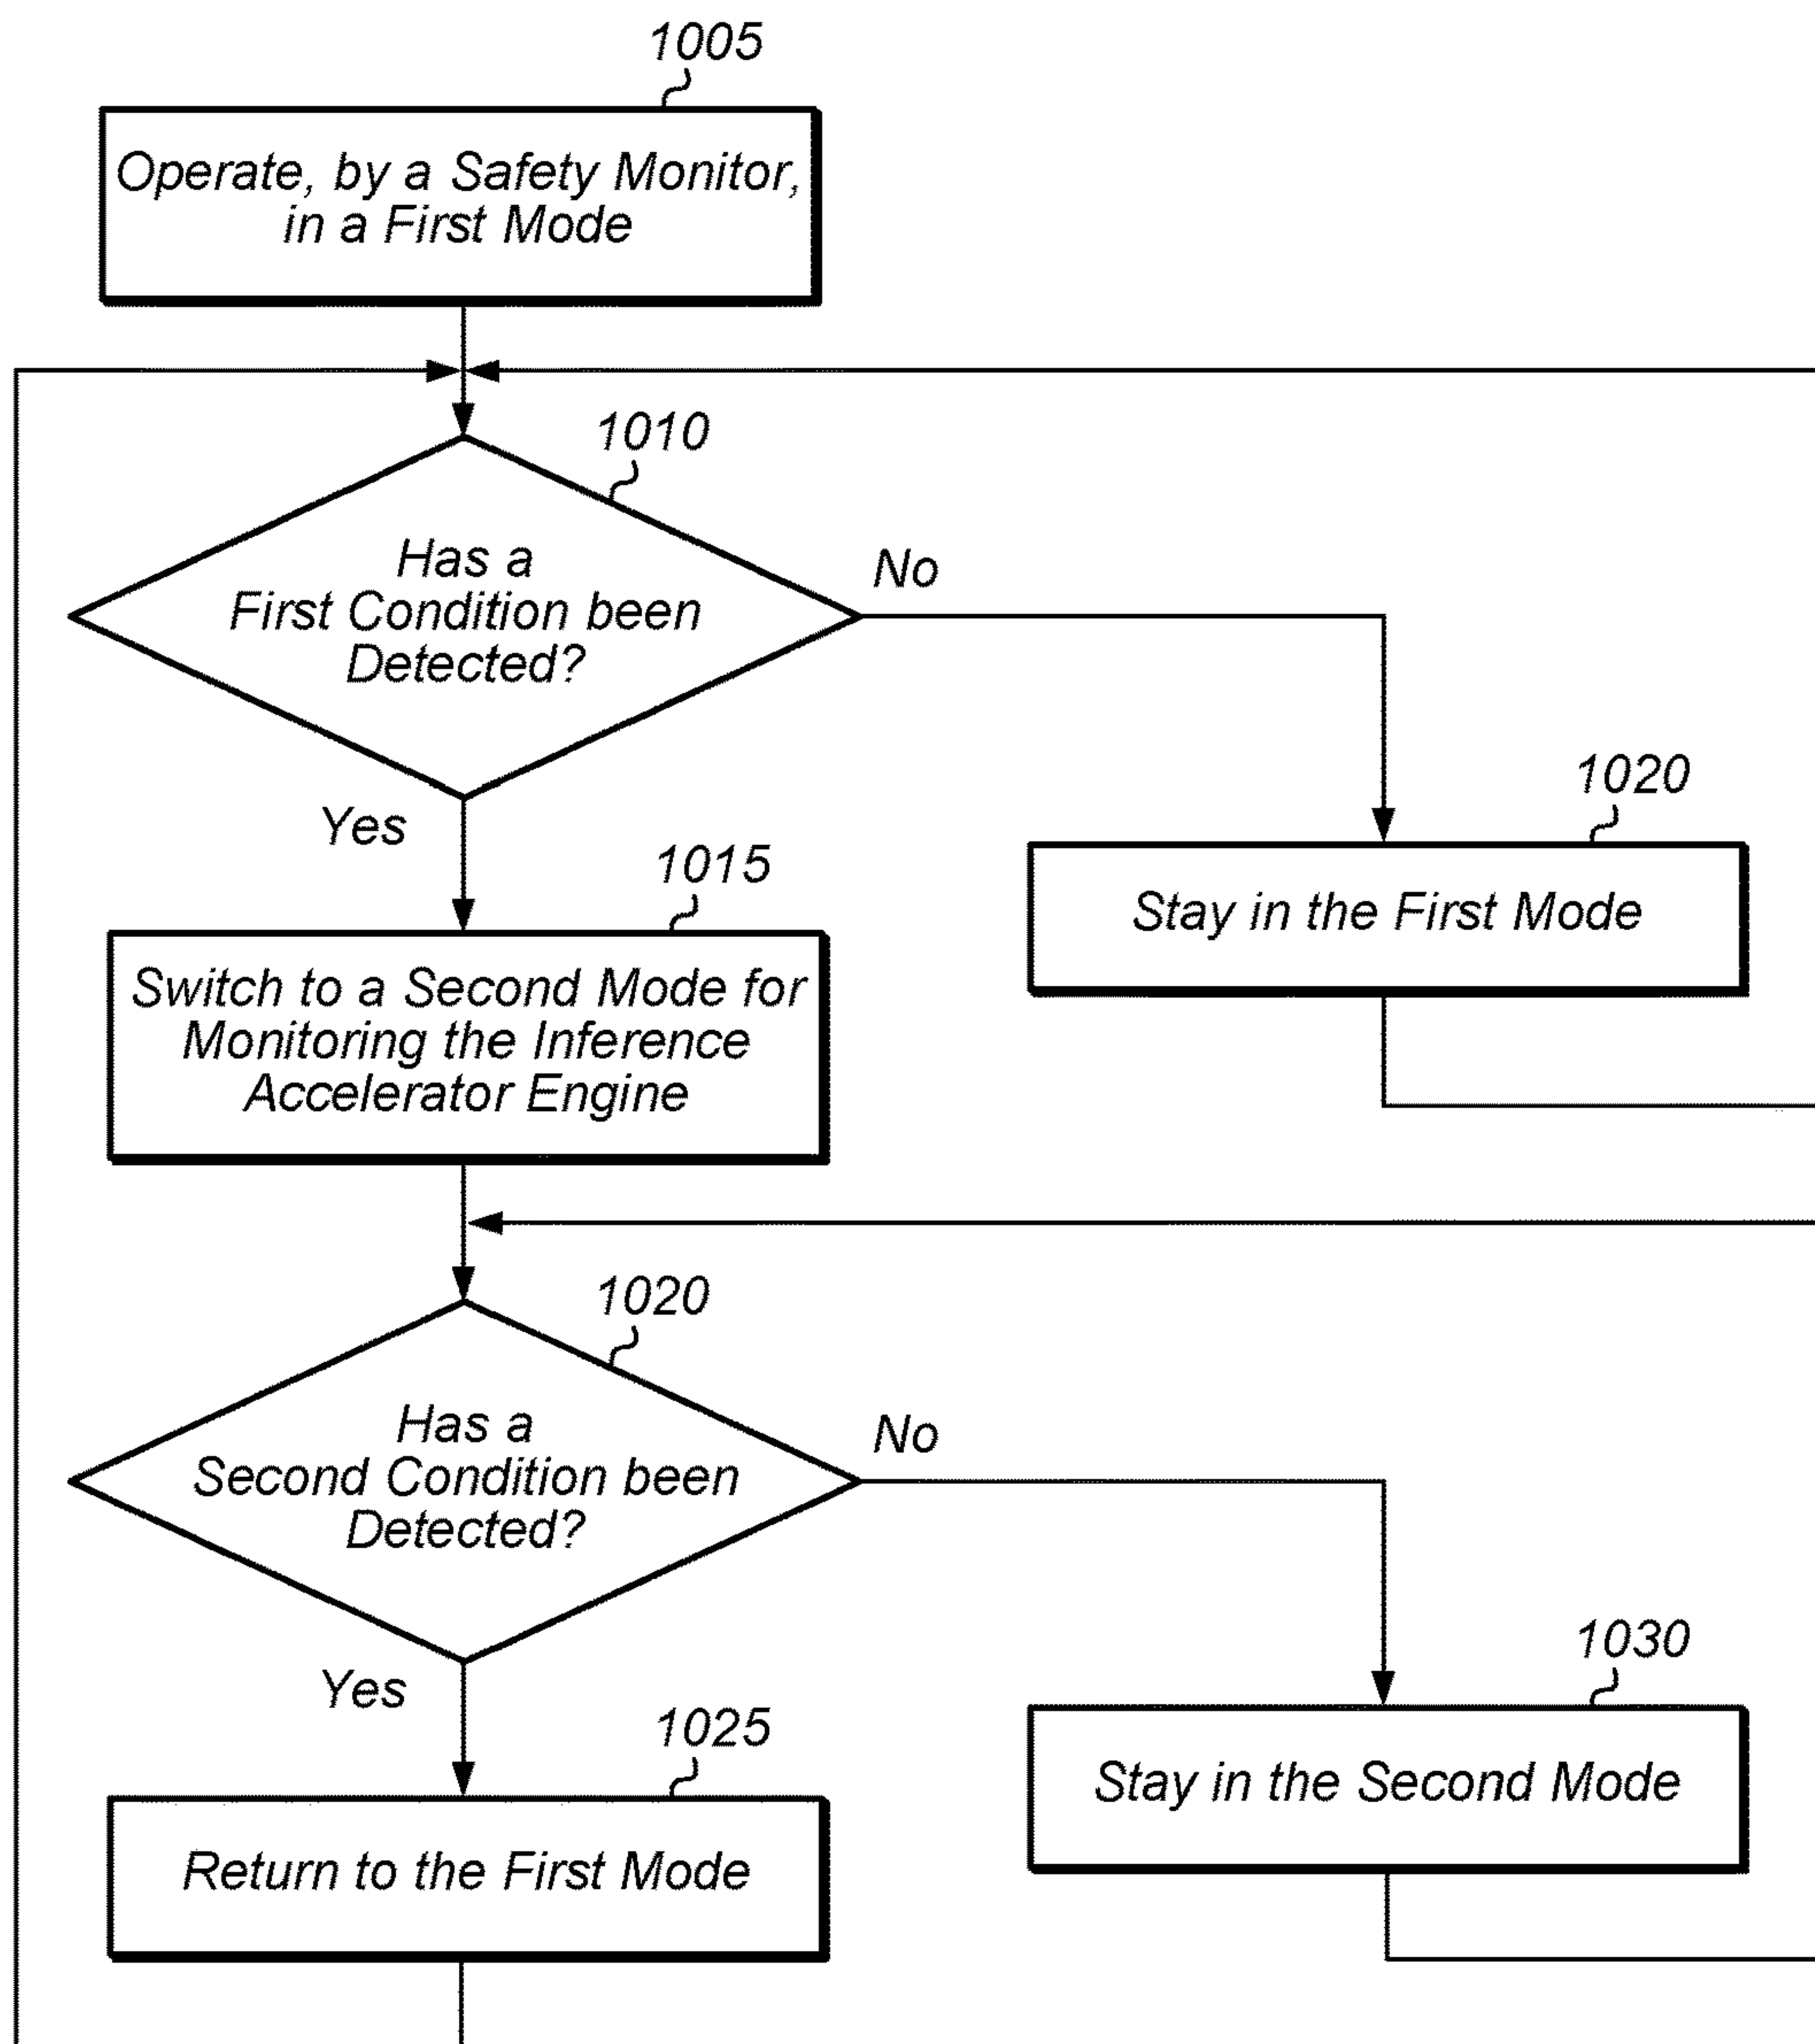 1005
Operate, by a Safety Monitor,
in a First Mode
1010
Has a
First Condition been
Detected?
No
Yes
1020
Stay in the First Mode
1015
Switch to a Second Mode for
Monitoring the Inference
Accelerator Engine
1020
Has a
Second Condition been
Detected?
No
Yes
1030
Stay in the Second Mode
1025
Return to the First Mode